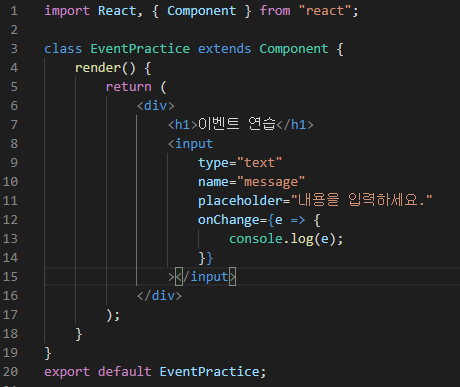 1 import React, { Component } from "react";
2
3 class EventPractice extends Component {
4     render() {
5         return (
6             <div>
7                 <h1>이벤트 연습</h1>
8                 <input
9                     type="text"
10                     name="message"
11                     placeholder="내용을 입력하세요."
12                     onChange={e => {
13                         console.log(e);
14                     }}
15                 ></input>
16             </div>
17         );
18     }
19 }
20 export default EventPractice;